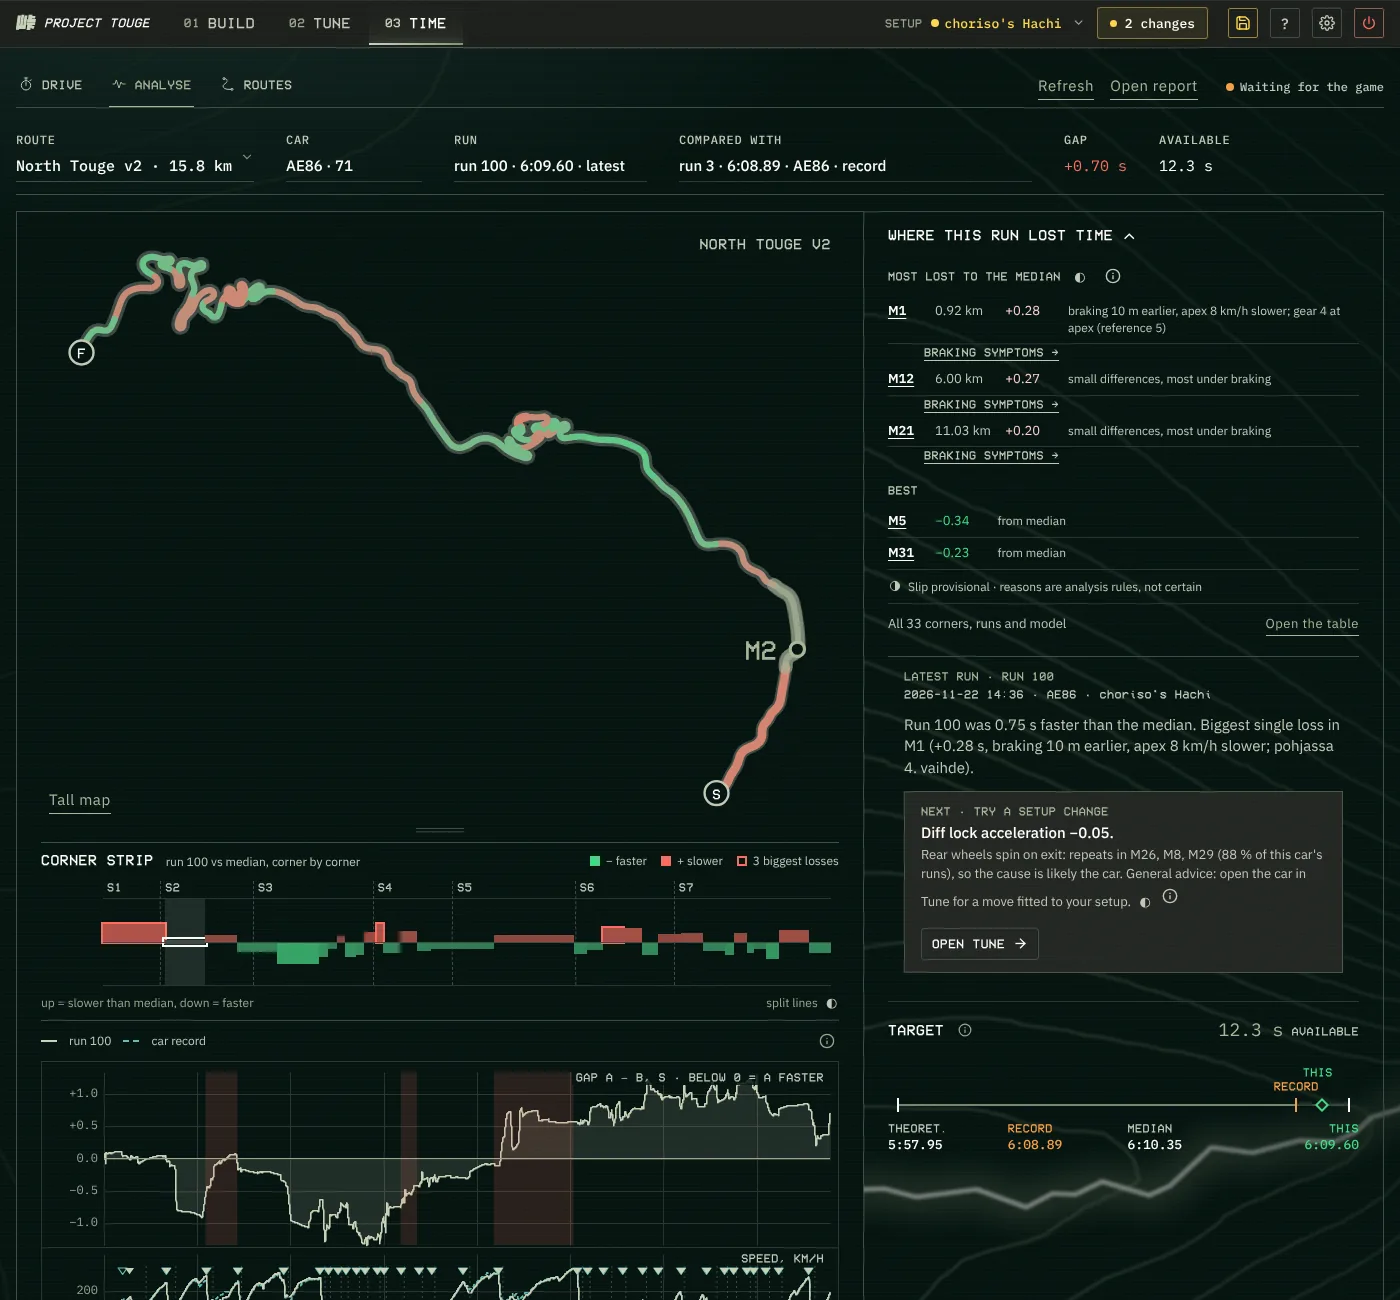 PROJECT TOUGE
01 BUILD
02 TUNE
03 TIME
SETUP choriso's Hachi
2 changes
?
DRIVE
ANALYSE
ROUTES
Refresh
Open report
Waiting for the game
ROUTE
North Touge v2 · 15.8 km
CAR
AE86 · 71
RUN
run 100 · 6:09.60 · latest
COMPARED WITH
run 3 · 6:08.89 · AE86 · record
GAP
+0.70 s
AVAILABLE
12.3 s
NORTH TOUGE V2
F
M2
S
Tall map
CORNER STRIP run 100 vs median, corner by corner
− faster
+ slower
3 biggest losses
S1 S2 S3 S4 S5 S6 S7
up = slower than median, down = faster
split lines
run 100
car record
GAP A − B, S · BELOW 0 = A FASTER
+1.0
+0.5
0.0
−0.5
−1.0
SPEED, KM/H
200
WHERE THIS RUN LOST TIME
MOST LOST TO THE MEDIAN
M1 0.92 km +0.28 braking 10 m earlier, apex 8 km/h slower; gear 4 at
apex (reference 5)
BRAKING SYMPTOMS →
M12 6.00 km +0.27 small differences, most under braking
BRAKING SYMPTOMS →
M21 11.03 km +0.20 small differences, most under braking
BRAKING SYMPTOMS →
BEST
M5 −0.34 from median
M31 −0.23 from median
Slip provisional · reasons are analysis rules, not certain
All 33 corners, runs and model
Open the table
LATEST RUN · RUN 100
2026-11-22 14:36 · AE86 · choriso's Hachi
Run 100 was 0.75 s faster than the median. Biggest single loss in
M1 (+0.28 s, braking 10 m earlier, apex 8 km/h slower; pohjassa
4. vaihde).
NEXT · TRY A SETUP CHANGE
Diff lock acceleration −0.05.
Rear wheels spin on exit: repeats in M26, M8, M29 (88 % of this car's
runs), so the cause is likely the car. General advice: open the car in
Tune for a move fitted to your setup.
OPEN TUNE →
TARGET
12.3 s AVAILABLE
THIS
RECORD
THEORET.
5:57.95
RECORD
6:08.89
MEDIAN
6:10.35
THIS
6:09.60